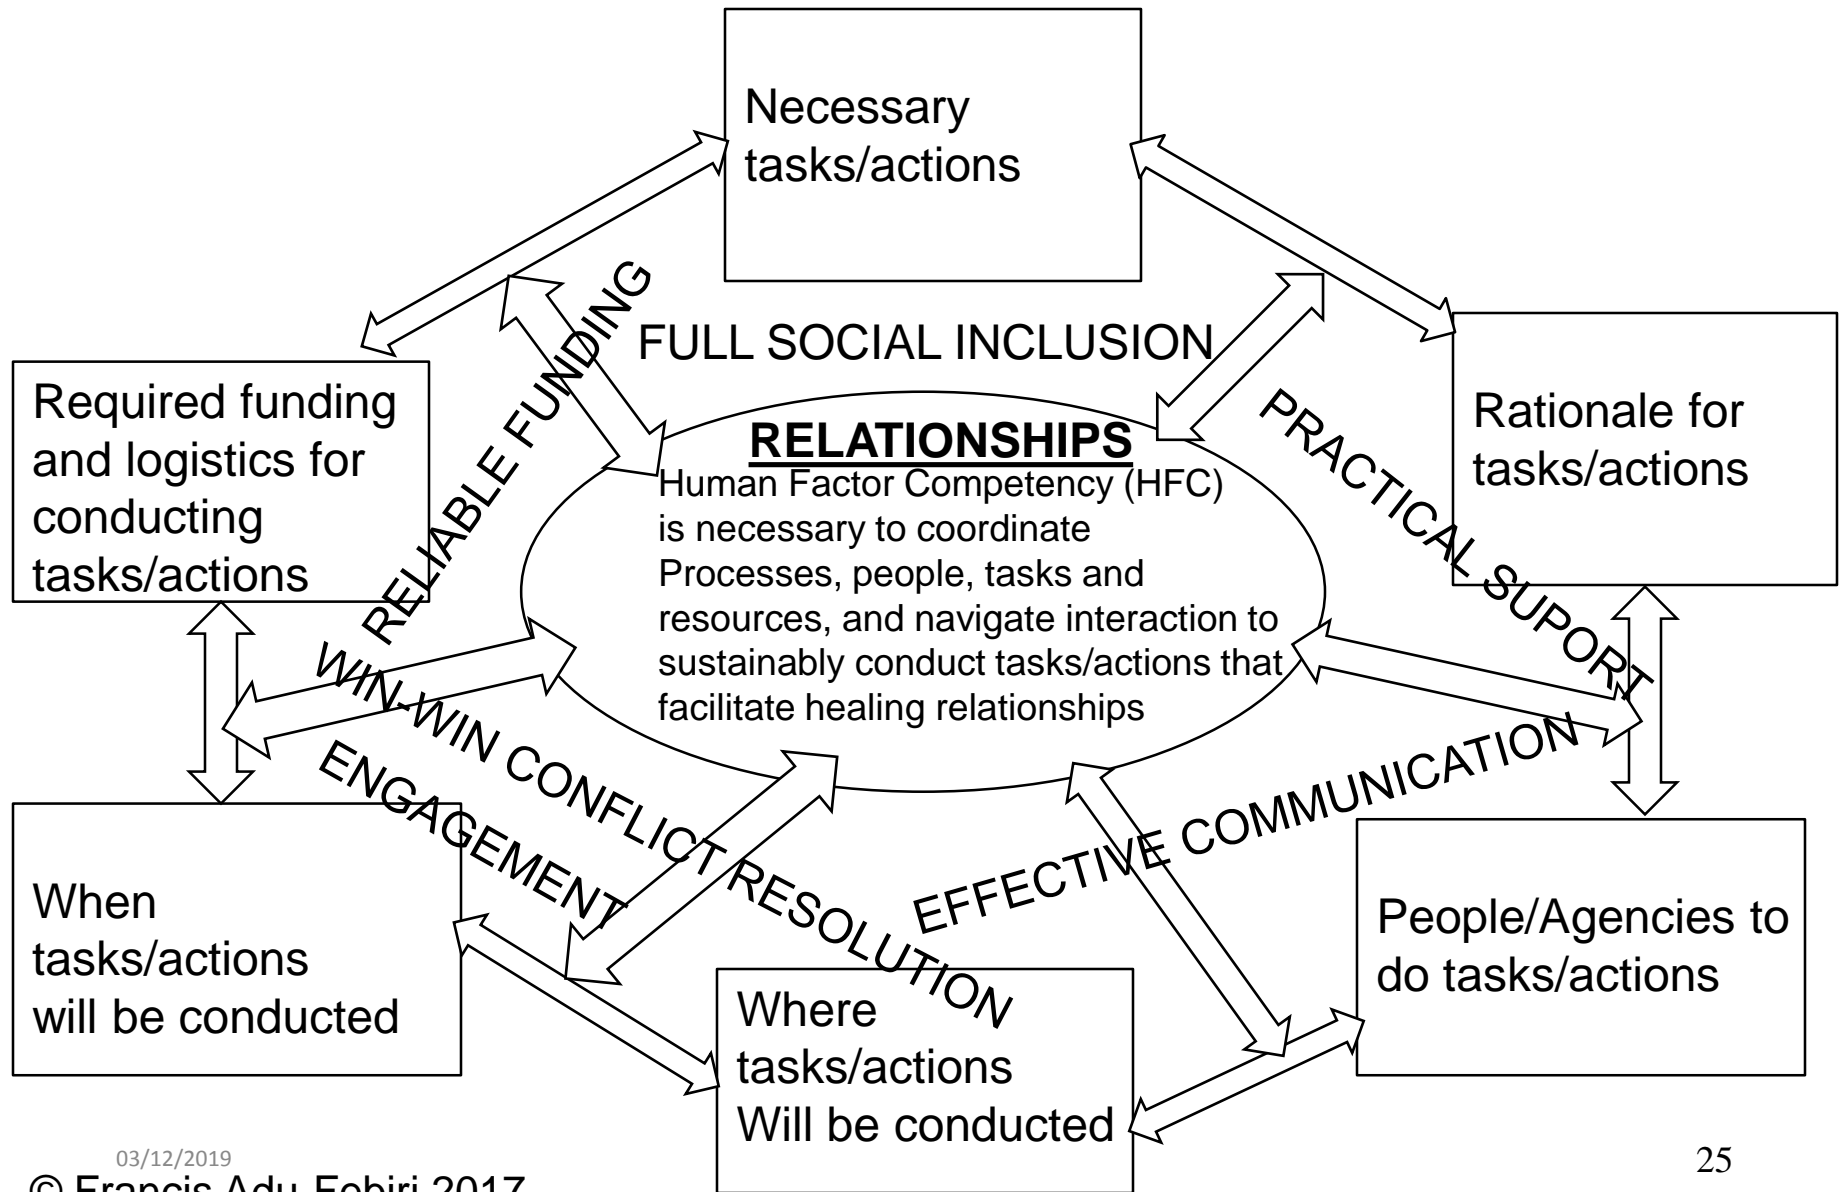 Necessary
tasks/actions
FULL SOCIAL INCLUSION
RELIABLE FUNDING
PRACTICAL SUPORT
Required funding
and logistics for
conducting
tasks/actions
RELATIONSHIPS
Human Factor Competency (HFC)
is necessary to coordinate
Processes, people, tasks and
resources, and navigate interaction to
sustainably conduct tasks/actions that
facilitate healing relationships
Rationale for
tasks/actions
WIN-WIN CONFLICT RESOLUTION
ENGAGEMENT
EFFECTIVE COMMUNICATION
When
tasks/actions
will be conducted
Where
tasks/actions
Will be conducted
People/Agencies to
do tasks/actions
03/12/2019
© Francis Adu-Febiri 2017
25